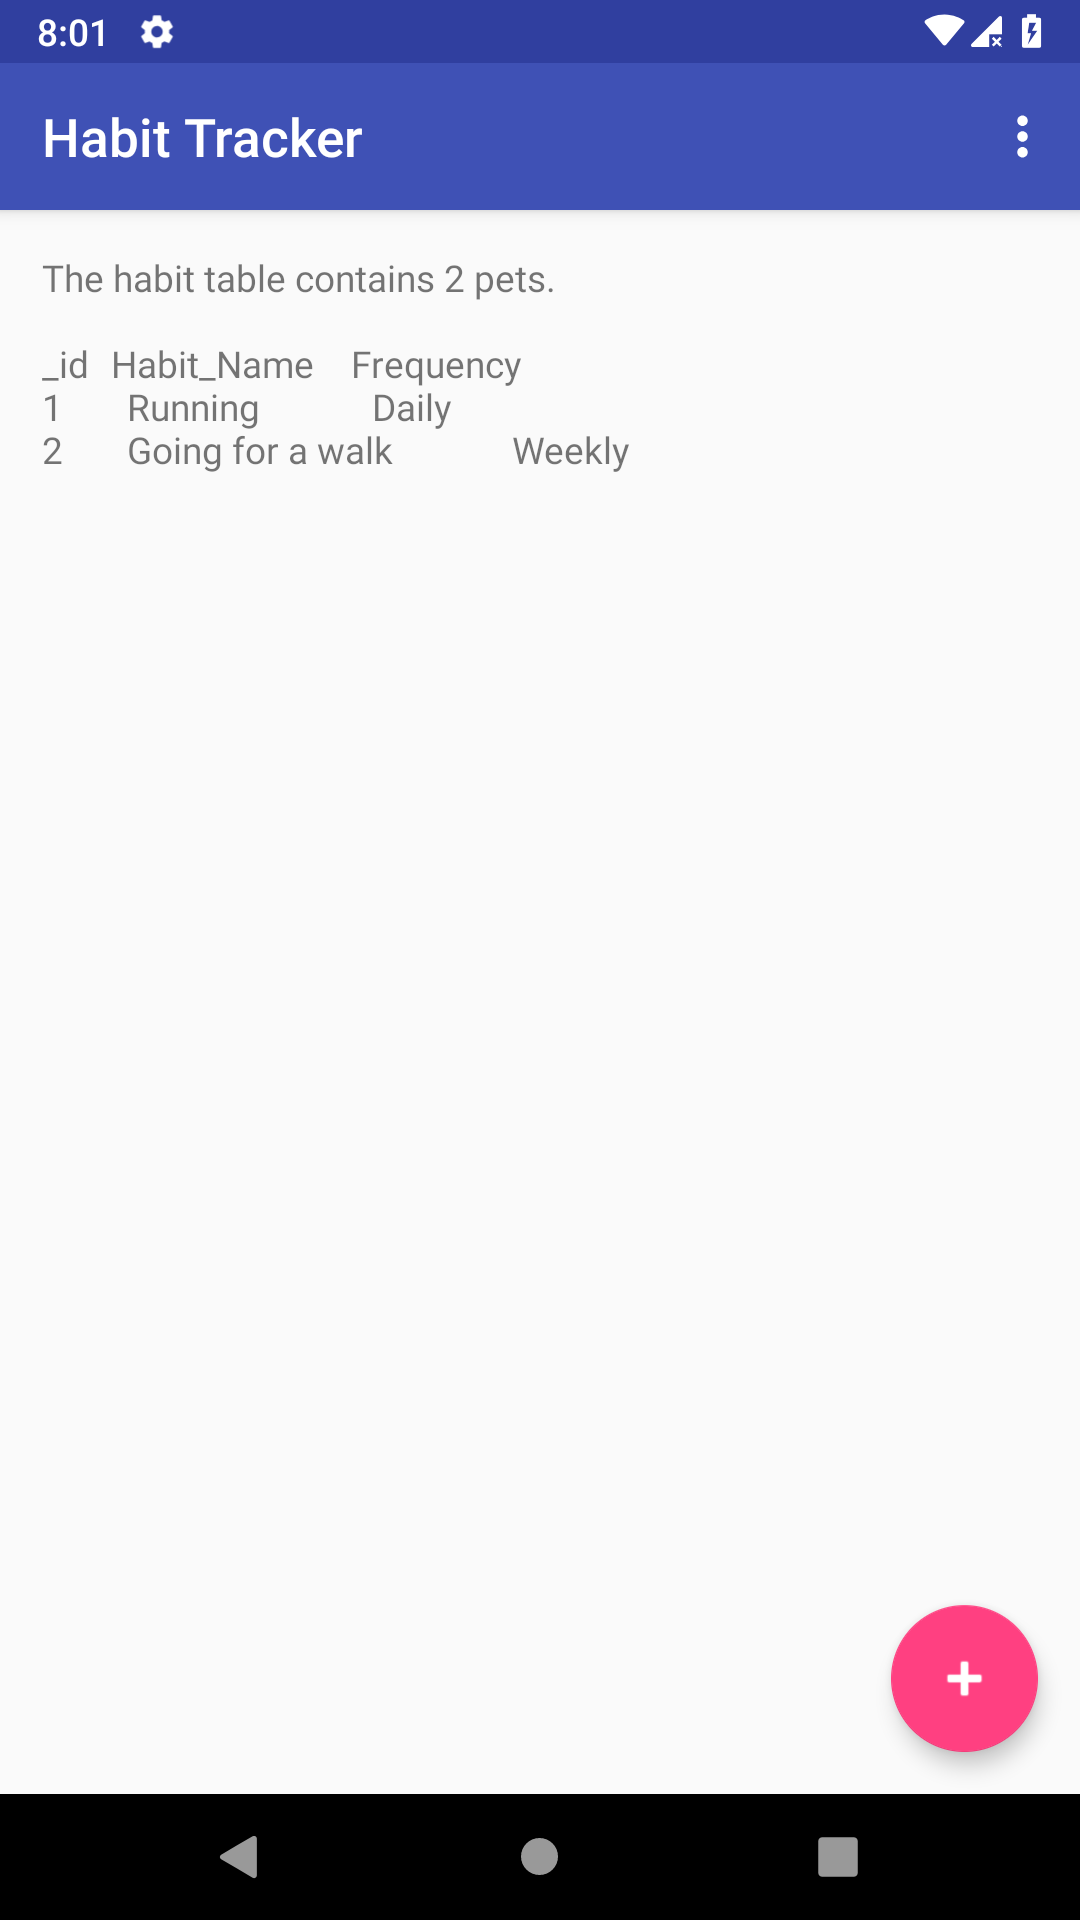 8:01
Habit Tracker
The habit table contains 2 pets.
_id Habit_Name Frequency
1 Running Daily
2 Going for a walk Weekly